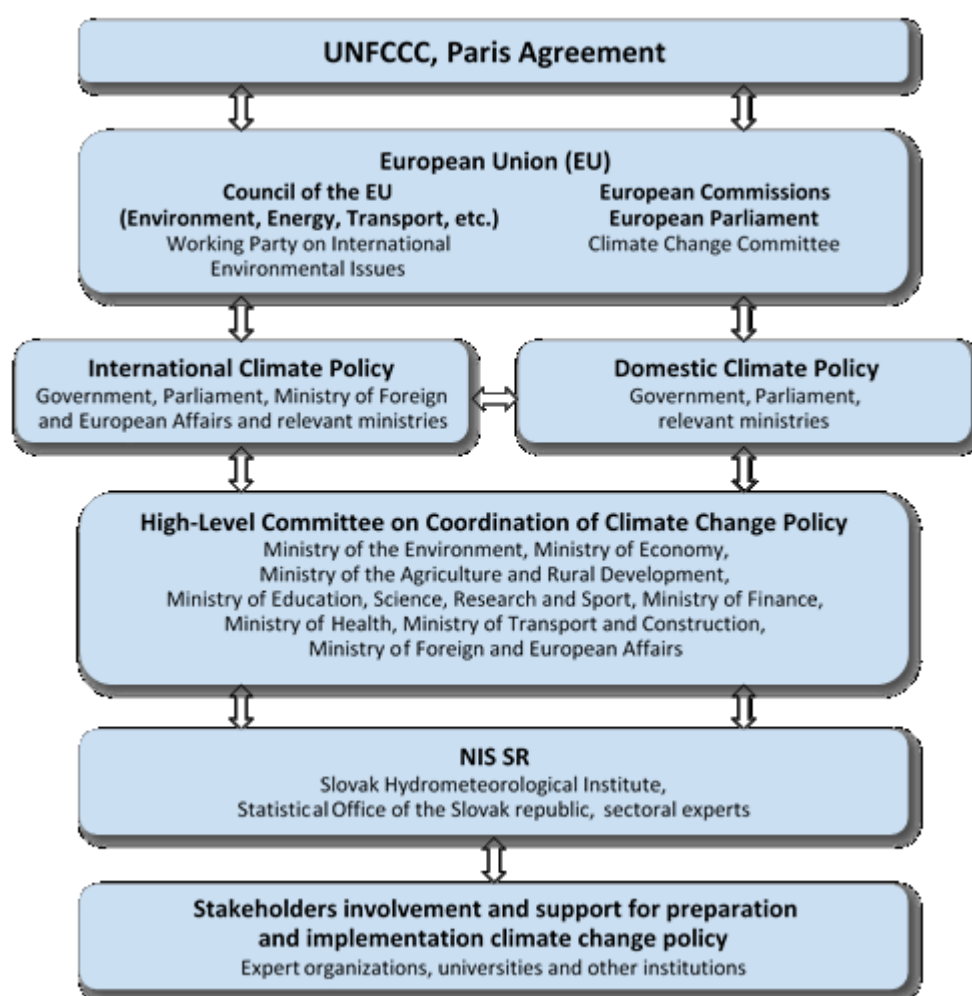 UNFCCC, Paris Agreement
European Union (EU)
Council of the EU
(Environment, Energy, Transport, etc.)
Working Party on International
Environmental Issues
European Commissions
European Parliament
Climate Change Committee
International Climate Policy
Government, Parliament, Ministry of Foreign
and European Affairs and relevant ministries
Domestic Climate Policy
Government, Parliament,
relevant ministries
High-Level Committee on Coordination of Climate Change Policy
Ministry of the Environment, Ministry of Economy,
Ministry of the Agriculture and Rural Development,
Ministry of Education, Science, Research and Sport, Ministry of Finance,
Ministry of Health, Ministry of Transport and Construction,
Ministry of Foreign and European Affairs
NIS SR
Slovak Hydrometeorological Institute,
Statistical Office of the Slovak republic, sectoral experts
Stakeholders involvement and support for preparation
and implementation climate change policy
Expert organizations, universities and other institutions